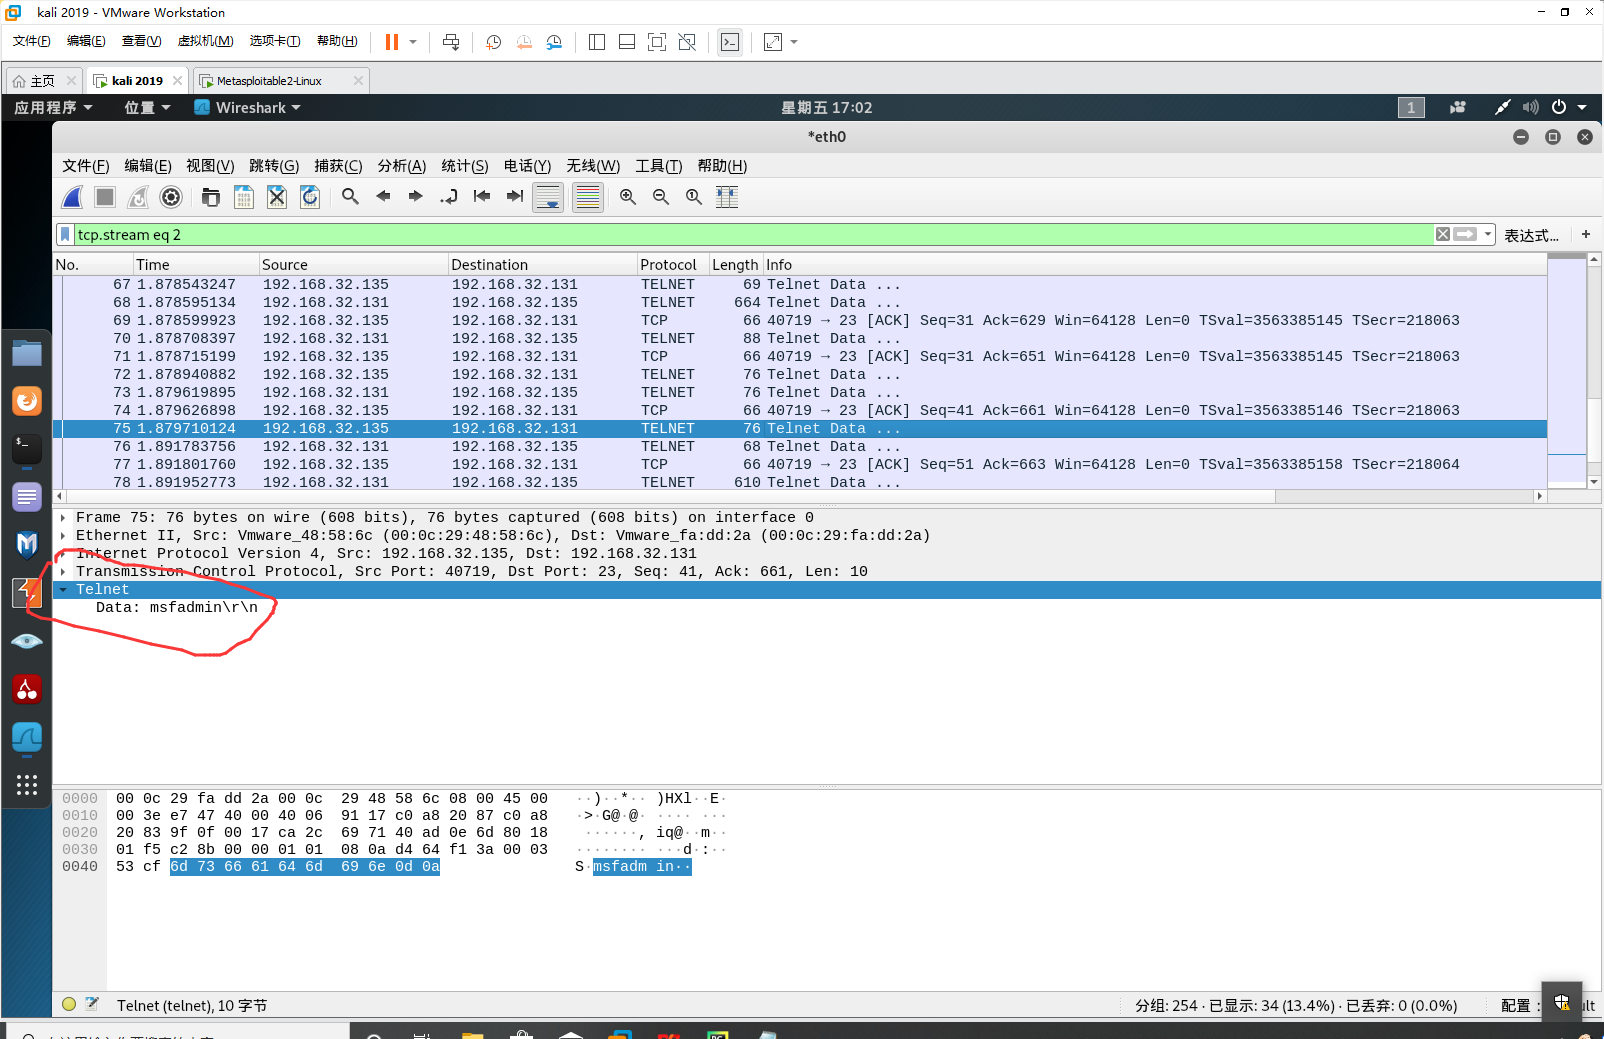 kali 2019 - VMware Workstation
文件(F) 编辑(E) 查看(V) 虚拟机(M) 选项卡(T) 帮助(H)
主页 kali 2019 Metasploitable2-Linux
应用程序 位置 Wireshark 星期五 17:02 1
*eth0
文件(F) 编辑(E) 视图(V) 跳转(G) 捕获(C) 分析(A) 统计(S) 电话(Y) 无线(W) 工具(T) 帮助(H)
tcp.stream eq 2 表达式… +
No. Time Source Destination Protocol Length Info
67 1.878543247 192.168.32.135 192.168.32.131 TELNET 69 Telnet Data ...
68 1.878595134 192.168.32.131 192.168.32.135 TELNET 664 Telnet Data ...
69 1.878599923 192.168.32.135 192.168.32.131 TCP 66 40719 → 23 [ACK] Seq=31 Ack=629 Win=64128 Len=0 TSval=3563385145 TSecr=218063
70 1.878708397 192.168.32.131 192.168.32.135 TELNET 88 Telnet Data ...
71 1.878715199 192.168.32.135 192.168.32.131 TCP 66 40719 → 23 [ACK] Seq=31 Ack=651 Win=64128 Len=0 TSval=3563385145 TSecr=218063
72 1.878940882 192.168.32.135 192.168.32.131 TELNET 76 Telnet Data ...
73 1.879619895 192.168.32.131 192.168.32.135 TELNET 76 Telnet Data ...
74 1.879626898 192.168.32.135 192.168.32.131 TCP 66 40719 → 23 [ACK] Seq=41 Ack=661 Win=64128 Len=0 TSval=3563385146 TSecr=218063
75 1.879710124 192.168.32.135 192.168.32.131 TELNET 76 Telnet Data ...
76 1.891783756 192.168.32.131 192.168.32.135 TELNET 68 Telnet Data ...
77 1.891801760 192.168.32.135 192.168.32.131 TCP 66 40719 → 23 [ACK] Seq=51 Ack=663 Win=64128 Len=0 TSval=3563385158 TSecr=218064
78 1.891952773 192.168.32.131 192.168.32.135 TELNET 610 Telnet Data ...
Frame 75: 76 bytes on wire (608 bits), 76 bytes captured (608 bits) on interface 0
Ethernet II, Src: Vmware_48:58:6c (00:0c:29:48:58:6c), Dst: Vmware_fa:dd:2a (00:0c:29:fa:dd:2a)
Internet Protocol Version 4, Src: 192.168.32.135, Dst: 192.168.32.131
Transmission Control Protocol, Src Port: 40719, Dst Port: 23, Seq: 41, Ack: 661, Len: 10
Telnet
Data: msfadmin\r\n
0000 00 0c 29 fa dd 2a 00 0c 29 48 58 6c 08 00 45 00 ··)··*·· )HXl··E·
0010 00 3e e7 47 40 00 40 06 91 17 c0 a8 20 87 c0 a8 ·>·G@·@· ···· ···
0020 20 83 9f 0f 00 17 ca 2c 69 71 40 ad 0e 6d 80 18 ······, iq@··m··
0030 01 f5 c2 8b 00 00 01 01 08 0a d4 64 f1 3a 00 03 ········ ···d·:··
0040 53 cf 6d 73 66 61 64 6d 69 6e 0d 0a S·msfadm in··
Telnet (telnet), 10 字节 分组: 254 · 已显示: 34 (13.4%) · 已丢弃: 0 (0.0%) 配置: